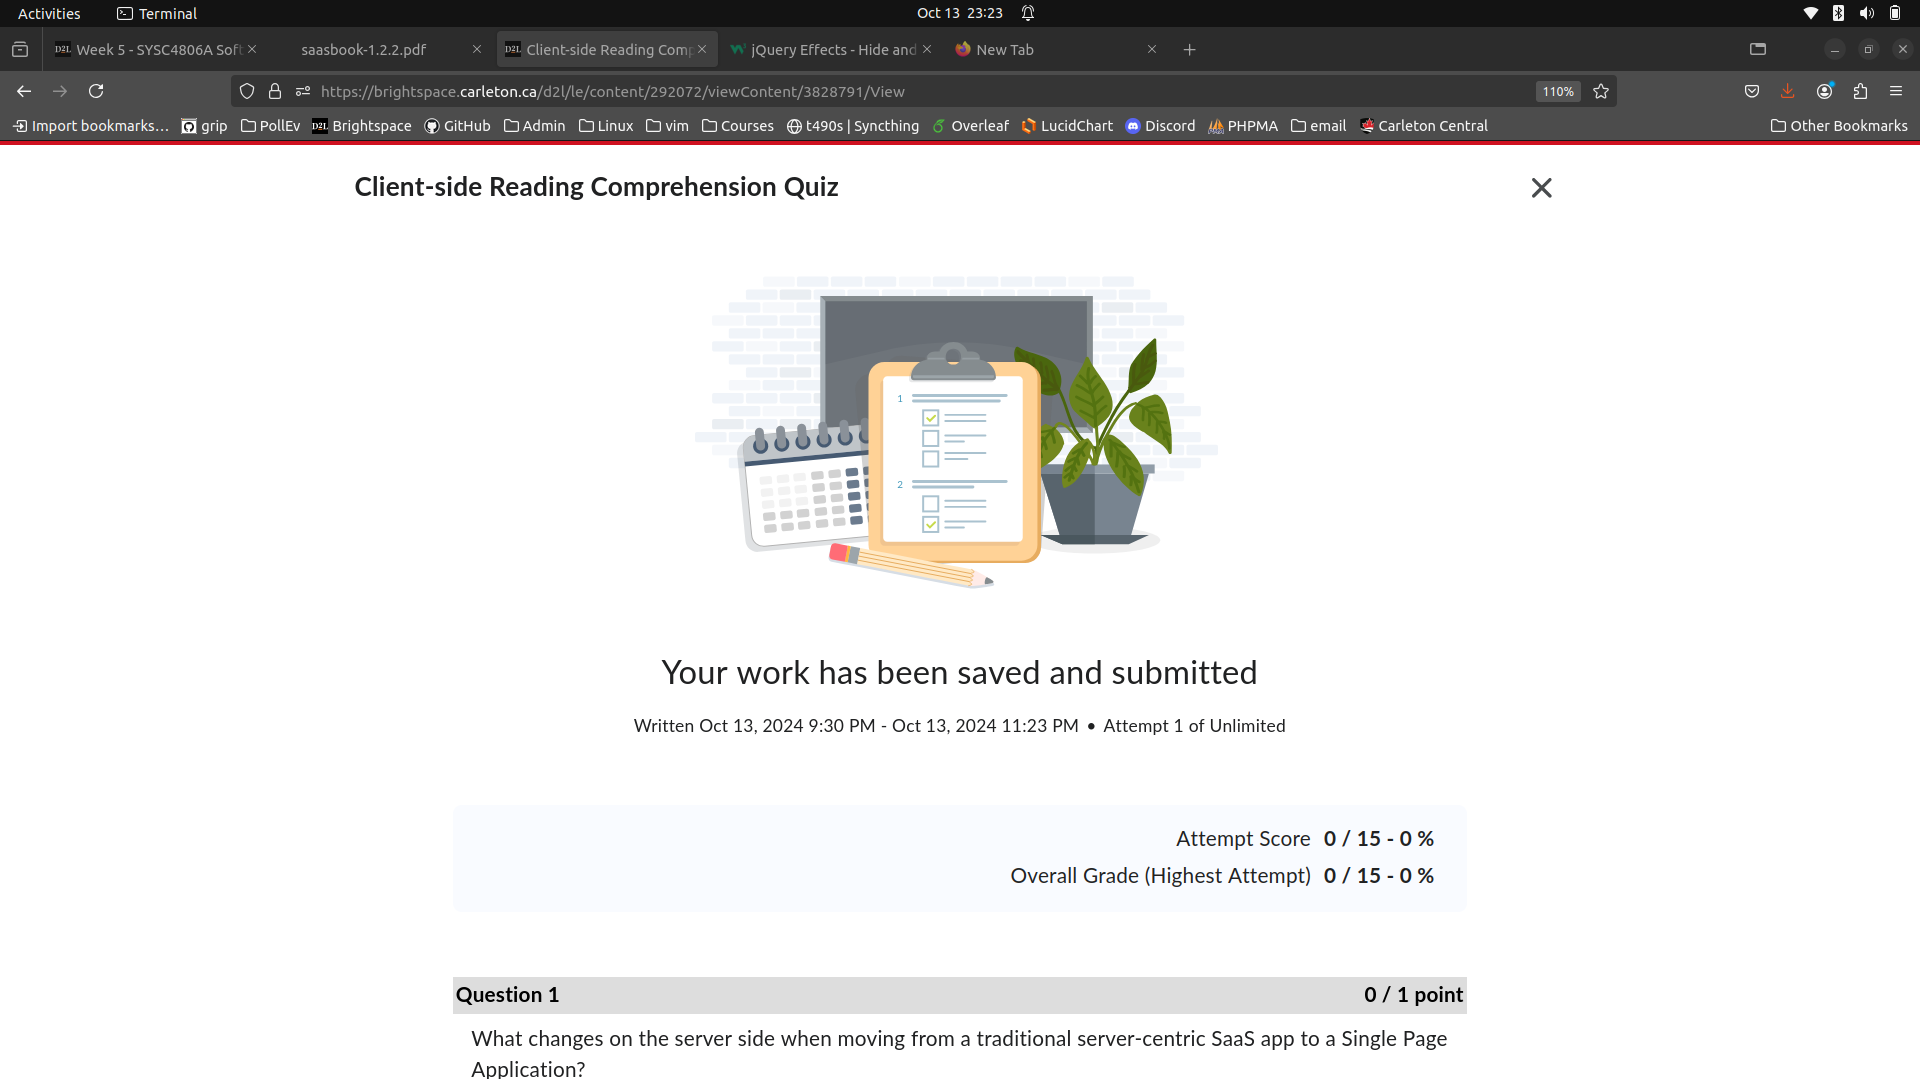 Activities Terminal Oct 13 23:23
Week 5 - SYSC4806A Soft saasbook-1.2.2.pdf Client-side Reading Comp jQuery Effects - Hide and New Tab
https://brightspace.carleton.ca/d2l/le/content/292072/viewContent/3828791/View 110%
Import bookmarks... grip PollEv D2L Brightspace GitHub Admin Linux vim Courses t490s | Syncthing Overleaf LucidChart Discord PHPMA email Carleton Central Other Bookmarks
Client-side Reading Comprehension Quiz
1
2
Your work has been saved and submitted
Written Oct 13, 2024 9:30 PM - Oct 13, 2024 11:23 PM • Attempt 1 of Unlimited
Attempt Score 0 / 15 - 0 %
Overall Grade (Highest Attempt) 0 / 15 - 0 %
Question 1 0 / 1 point
What changes on the server side when moving from a traditional server-centric SaaS app to a Single Page
Application?